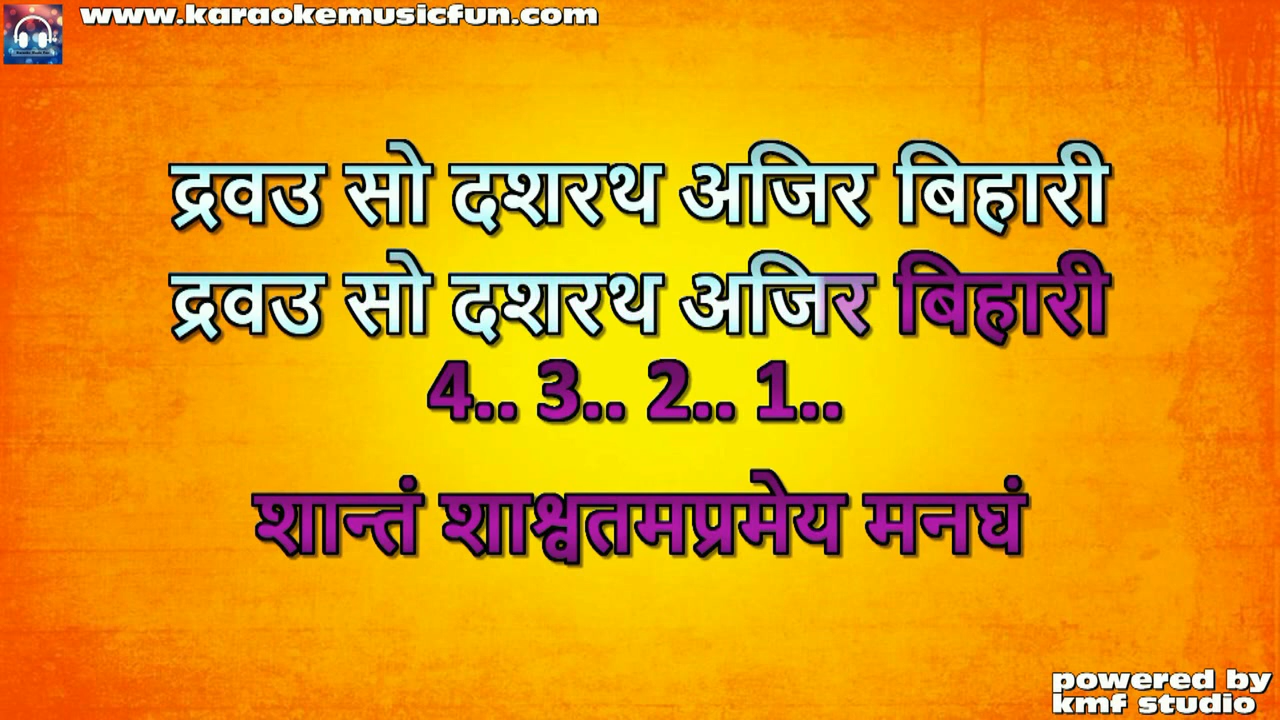 www.karaokemusicfun.com
द्रवउ सो दशरथ अजिर बिहारी
द्रवउ सो दशरथ अजिर बिहारी
4.. 3.. 2.. 1..
शान्तं शाश्वतमप्रमेय मनघं
powered by
kmf studio